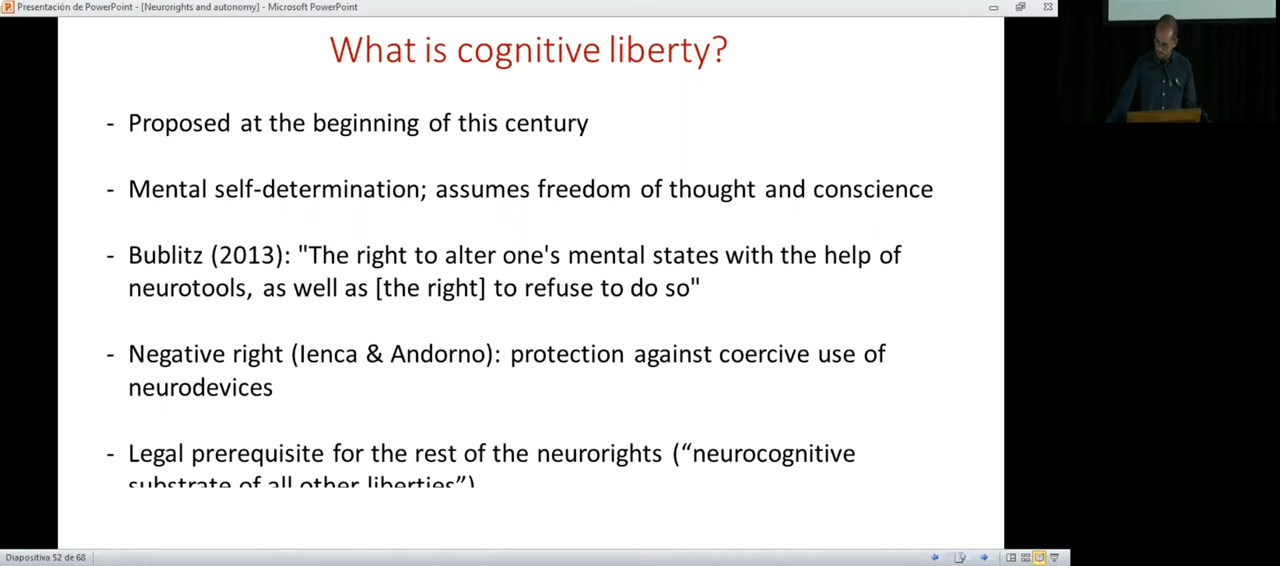 Presentación de PowerPoint - [Neurorights and autonomy] - Microsoft PowerPoint
What is cognitive liberty?
- Proposed at the beginning of this century
- Mental self-determination; assumes freedom of thought and conscience
- Bublitz (2013): "The right to alter one's mental states with the help of
neurotools, as well as [the right] to refuse to do so"
- Negative right (Ienca & Andorno): protection against coercive use of
neurodevices
- Legal prerequisite for the rest of the neurorights (“neurocognitive
substrate of all other liberties”)
Diapositiva 52 de 68